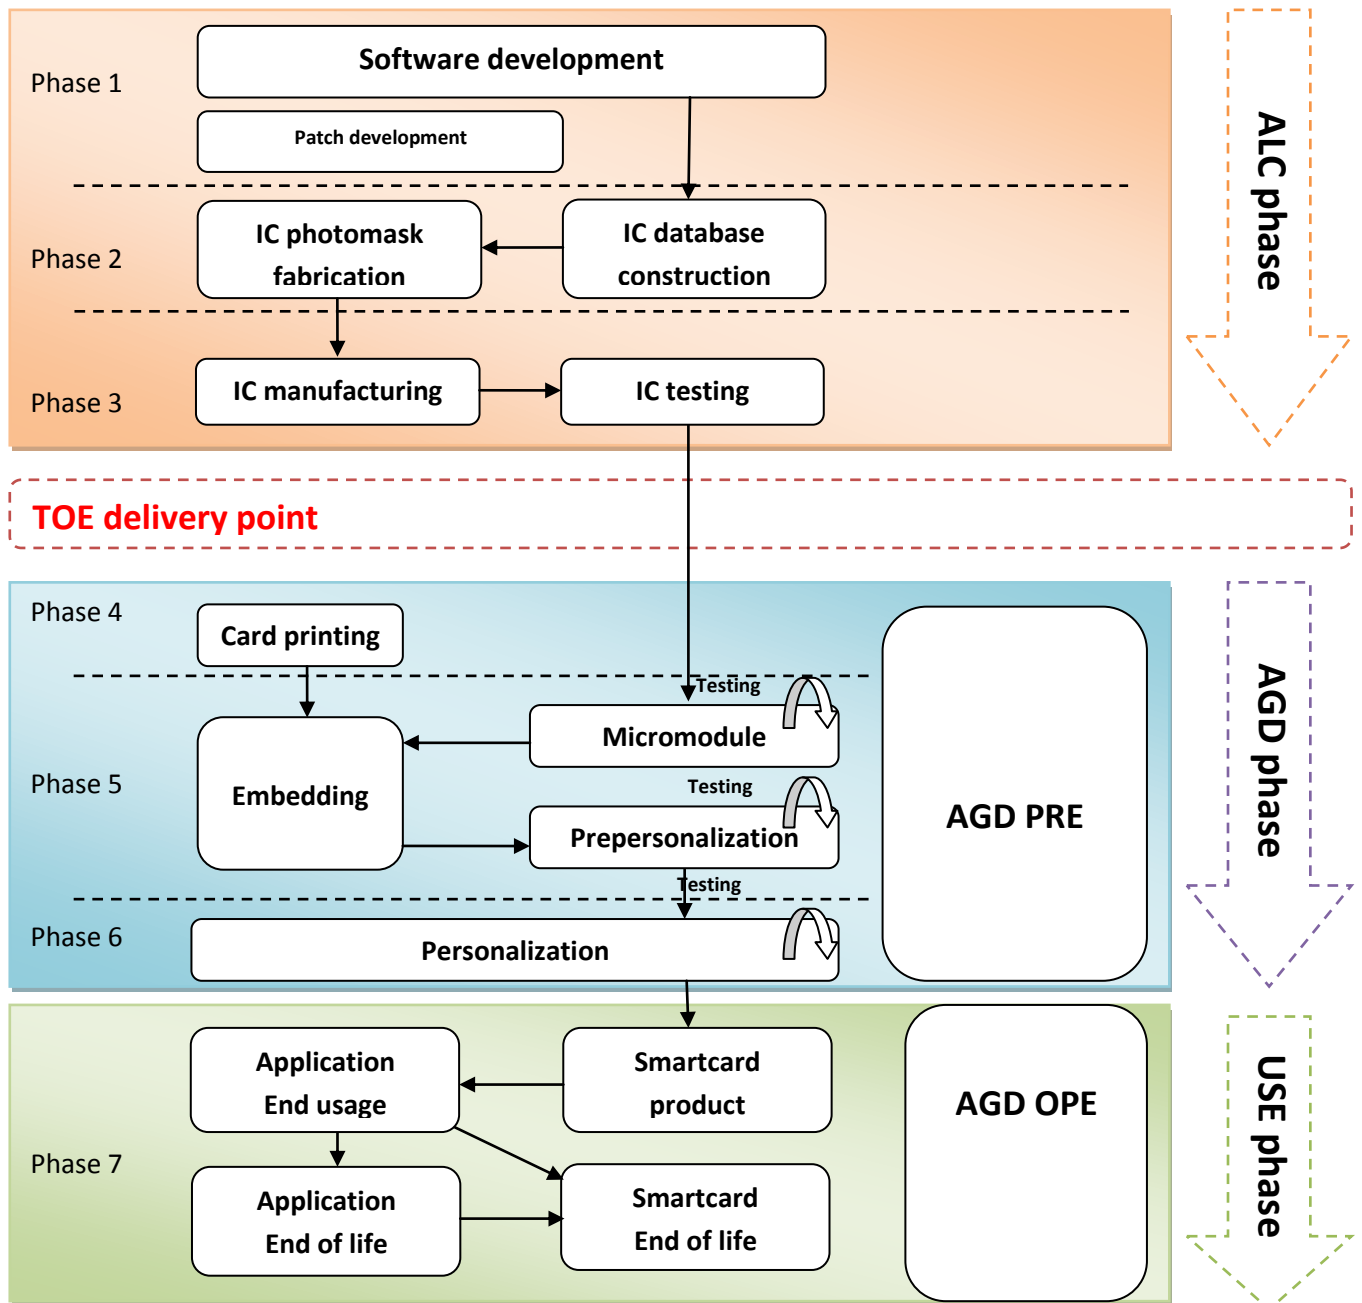 Software development
Phase 1
Patch development
ALC phase
IC photomask
fabrication
IC database
construction
Phase 2
IC manufacturing
IC testing
Phase 3
TOE delivery point
Phase 4
Card printing
Testing
Micromodule
AGD phase
Phase 5
Embedding
Testing
Prepersonalization
AGD PRE
Testing
Phase 6
Personalization
Application
End usage
Smartcard
product
AGD OPE
USE phase
Phase 7
Application
End of life
Smartcard
End of life